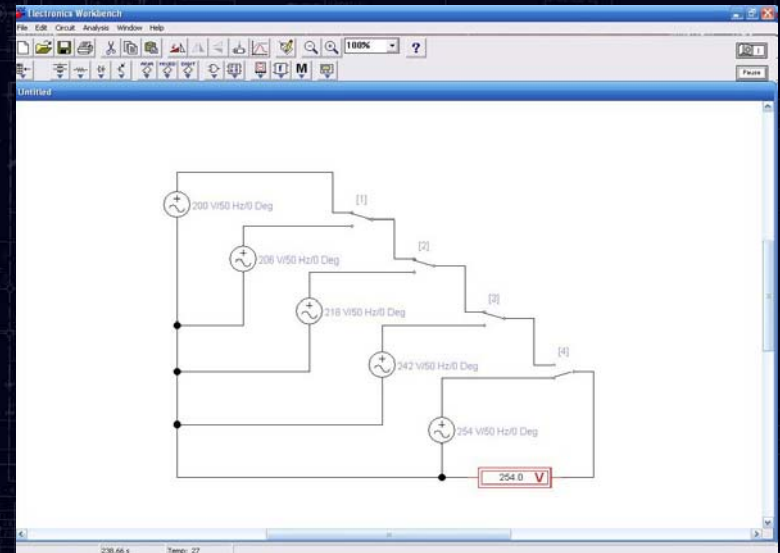 Electronics Workbench
File Edit Circuit Analysis Window Help
100%
?
M
Pause
Untitled
200 V/50 Hz/0 Deg
[1]
206 V/50 Hz/0 Deg
[2]
218 V/50 Hz/0 Deg
[3]
242 V/50 Hz/0 Deg
[4]
254 V/50 Hz/0 Deg
254.0 V
238.66 s Temp: 27